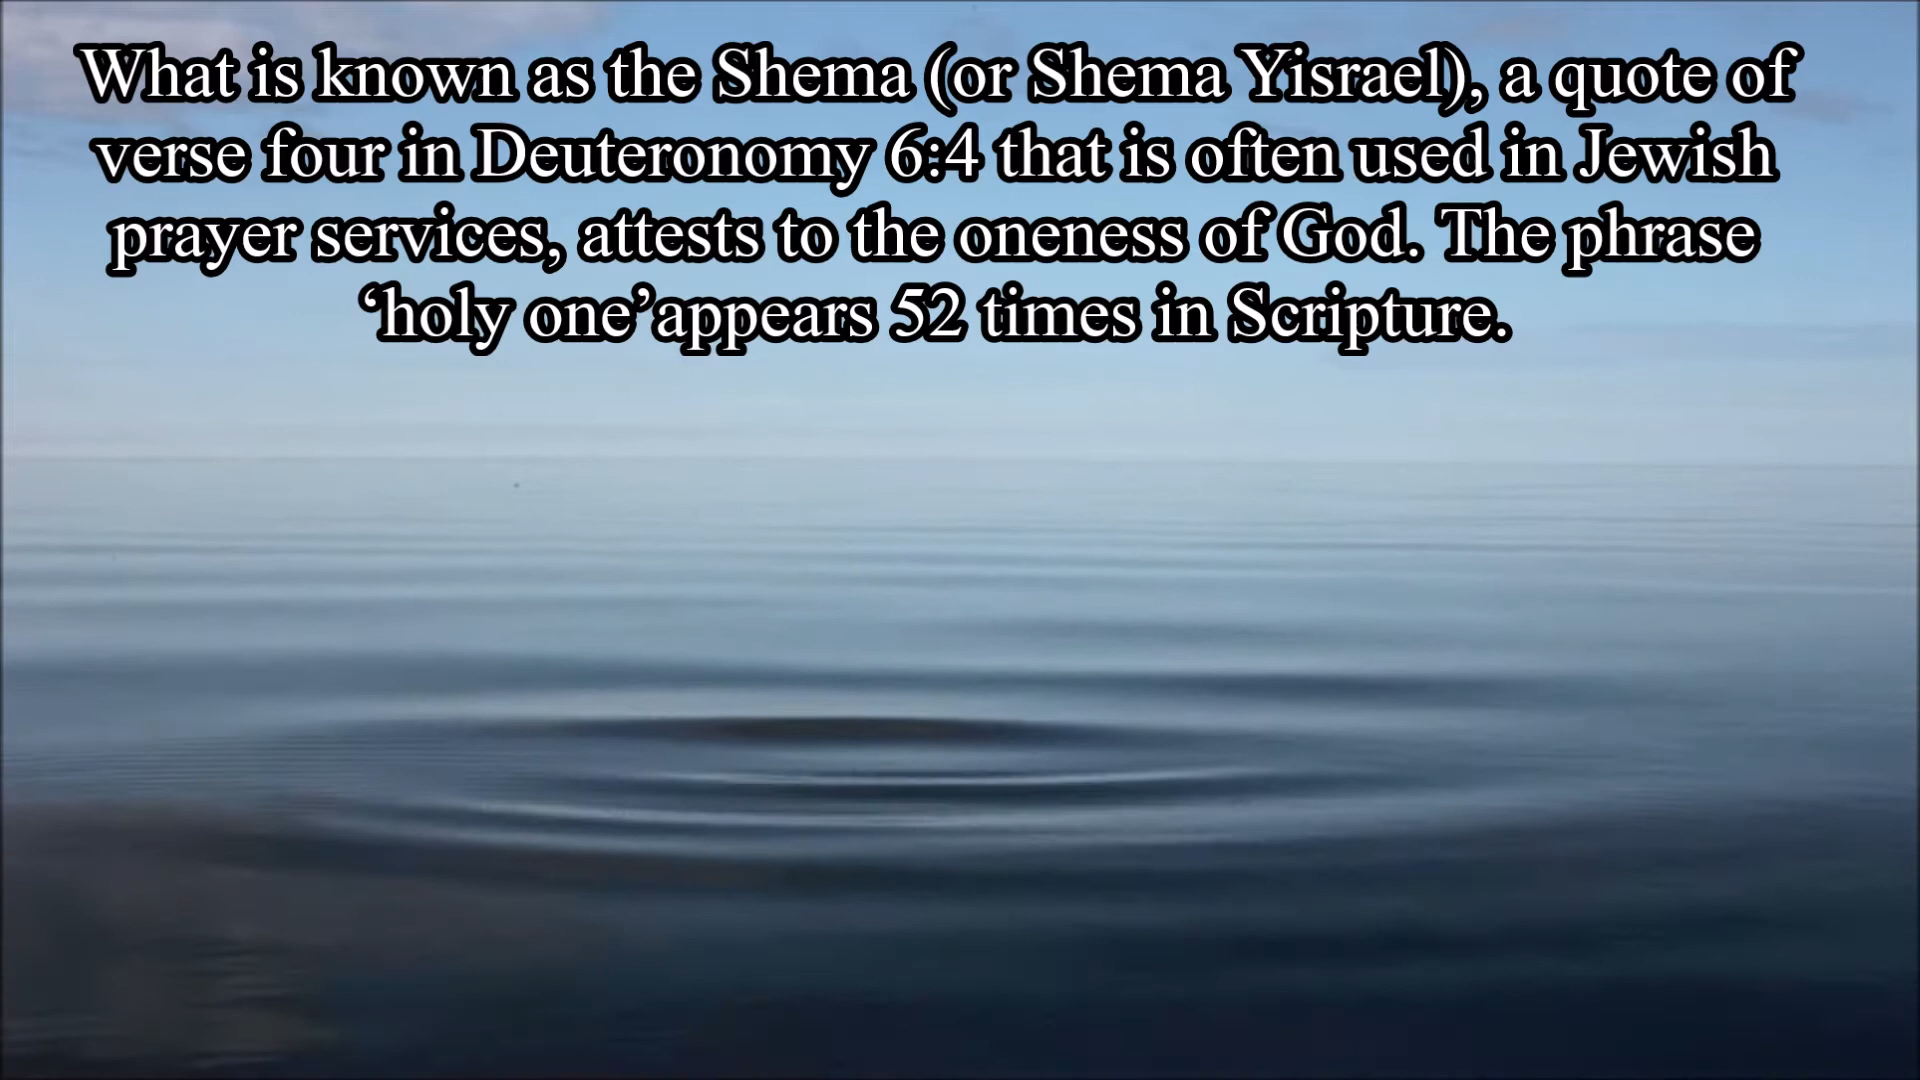 What is known as the Shema (or Shema Yisrael), a quote of
verse four in Deuteronomy 6:4 that is often used in Jewish
prayer services, attests to the oneness of God. The phrase
‘holy one’appears 52 times in Scripture.